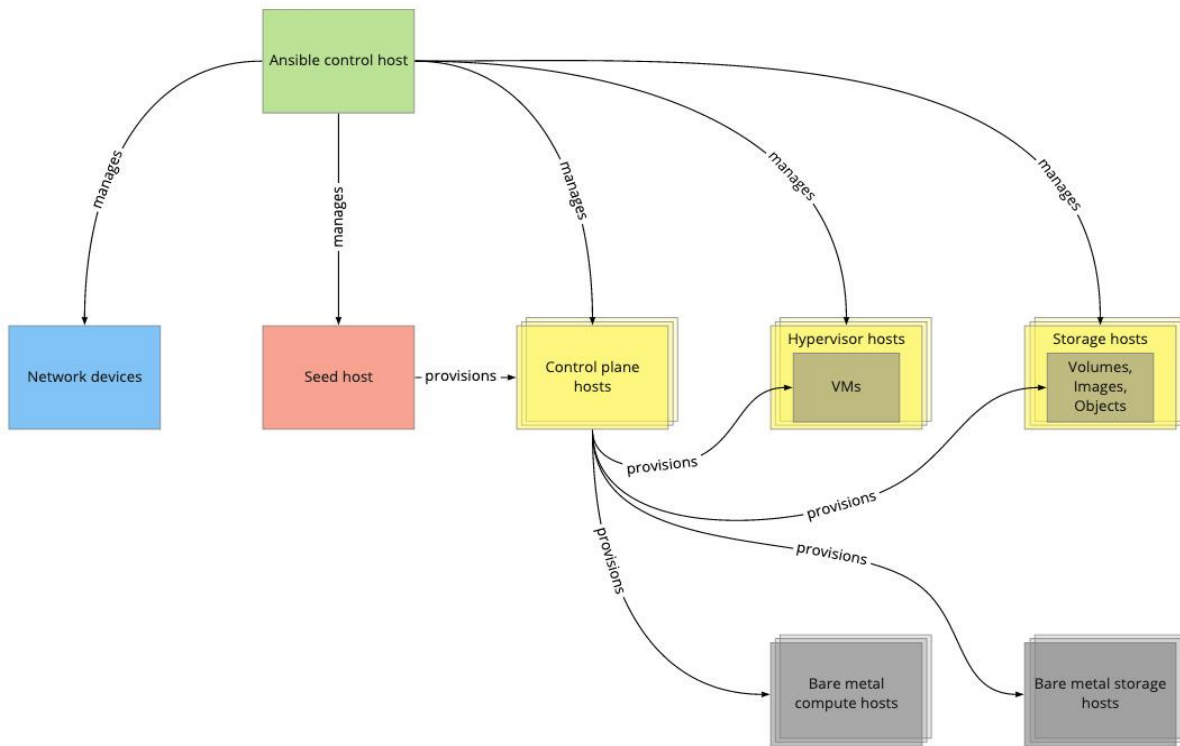 Ansible control host
manages
manages
manages
manages
manages
Network devices
Seed host
provisions
Control plane
hosts
Hypervisor hosts
VMs
Storage hosts
Volumes,
Images,
Objects
provisions
provisions
provisions
provisions
Bare metal
compute hosts
Bare metal storage
hosts